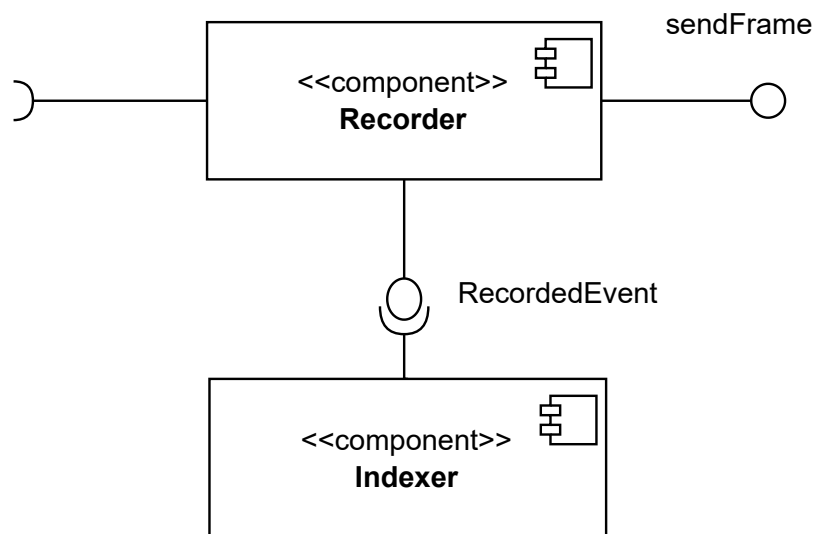 sendFrame
<<component>>
Recorder
RecordedEvent
<<component>>
Indexer